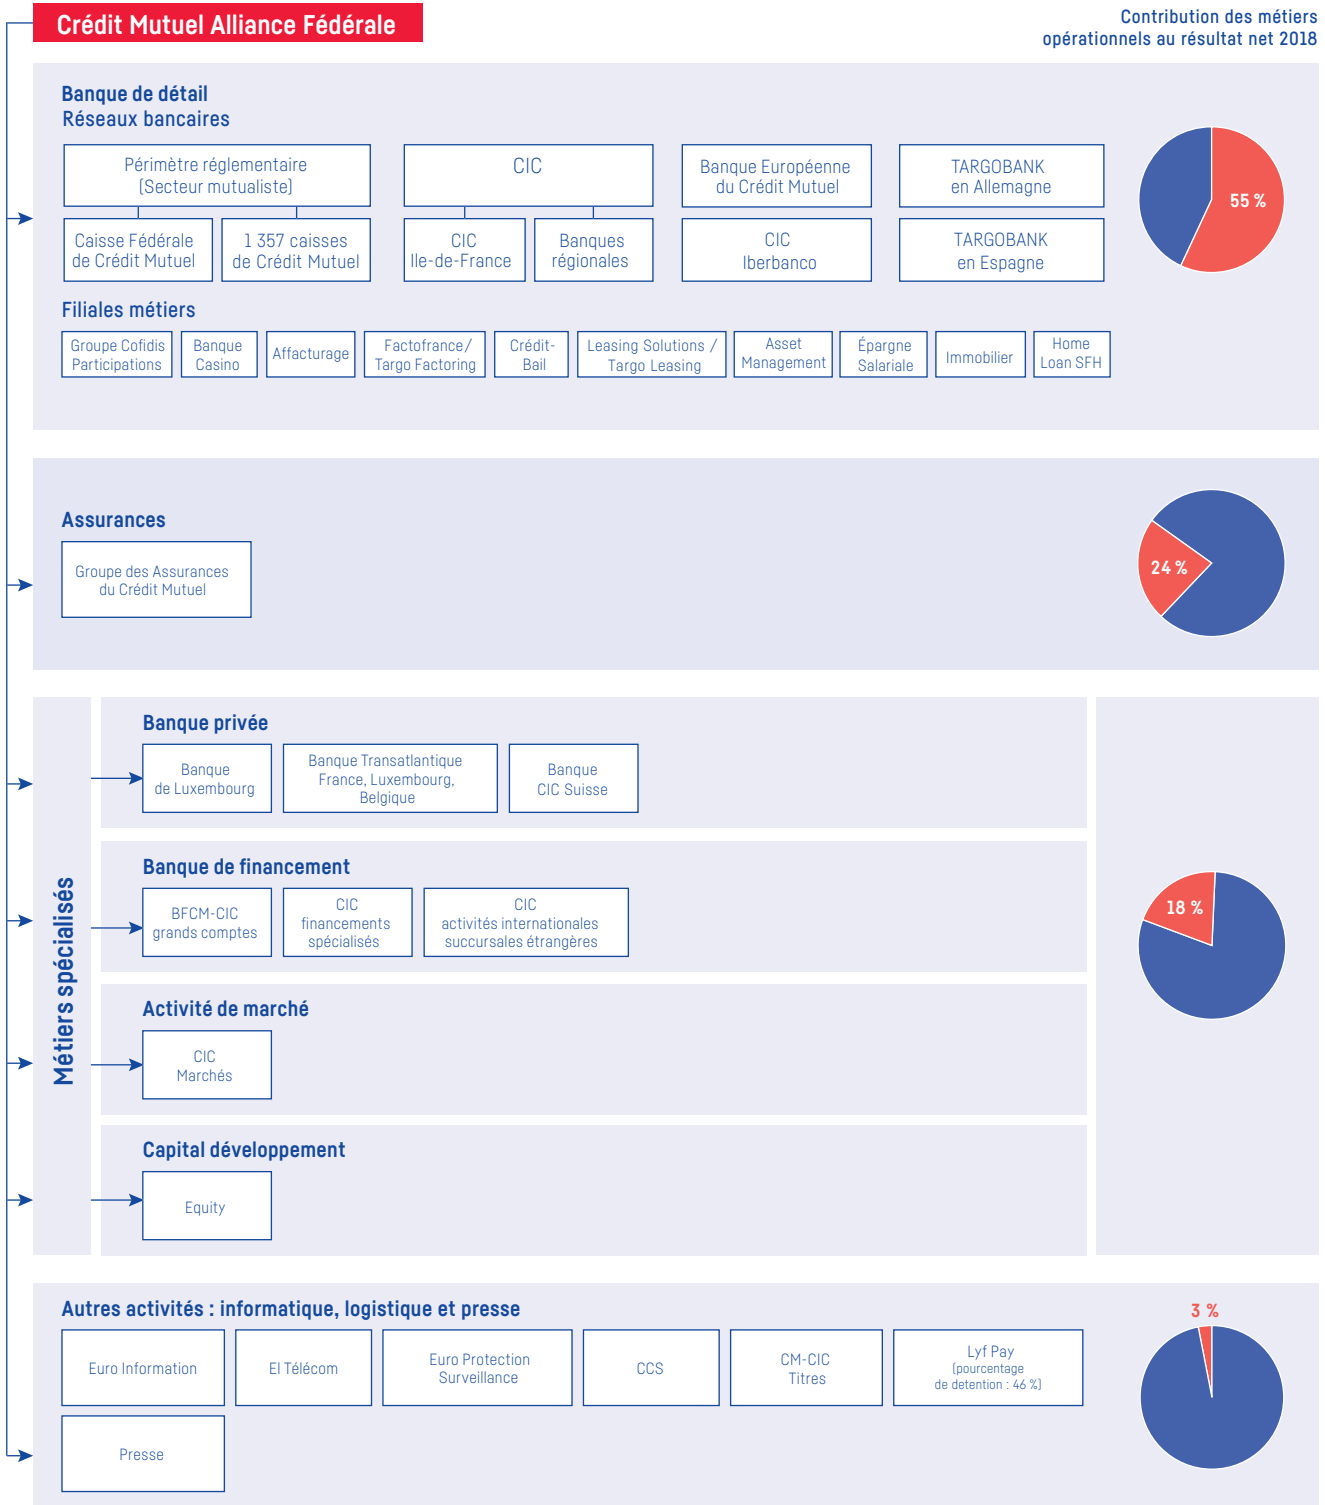 Crédit Mutuel Alliance Fédérale
Contribution des métiers
opérationnels au résultat net 2018
Banque de détail
Réseaux bancaires
Périmètre réglementaire
(Secteur mutualiste)
CIC
Banque Européenne
du Crédit Mutuel
TARGOBANK
en Allemagne
55 %
Caisse Fédérale
de Crédit Mutuel
1 357 caisses
de Crédit Mutuel
CIC
Ile-de-France
Banques
régionales
CIC
Iberbanco
TARGOBANK
en Espagne
Filiales métiers
Groupe Cofidis
Participations
Banque
Casino
Affacturage
Factofrance/
Targo Factoring
Crédit-
Bail
Leasing Solutions /
Targo Leasing
Asset
Management
Épargne
Salariale
Immobilier
Home
Loan SFH
Assurances
Groupe des Assurances
du Crédit Mutuel
24 %
Métiers spécialisés
Banque privée
Banque
de Luxembourg
Banque Transatlantique
France, Luxembourg,
Belgique
Banque
CIC Suisse
Banque de financement
BFCM-CIC
grands comptes
CIC
financements
spécialisés
CIC
activités internationales
succursales étrangères
18 %
Activité de marché
CIC
Marchés
Capital développement
Equity
Autres activités : informatique, logistique et presse
3 %
Euro Information
EI Télécom
Euro Protection
Surveillance
CCS
CM-CIC
Titres
Lyf Pay
(pourcentage
de detention : 46 %)
Presse